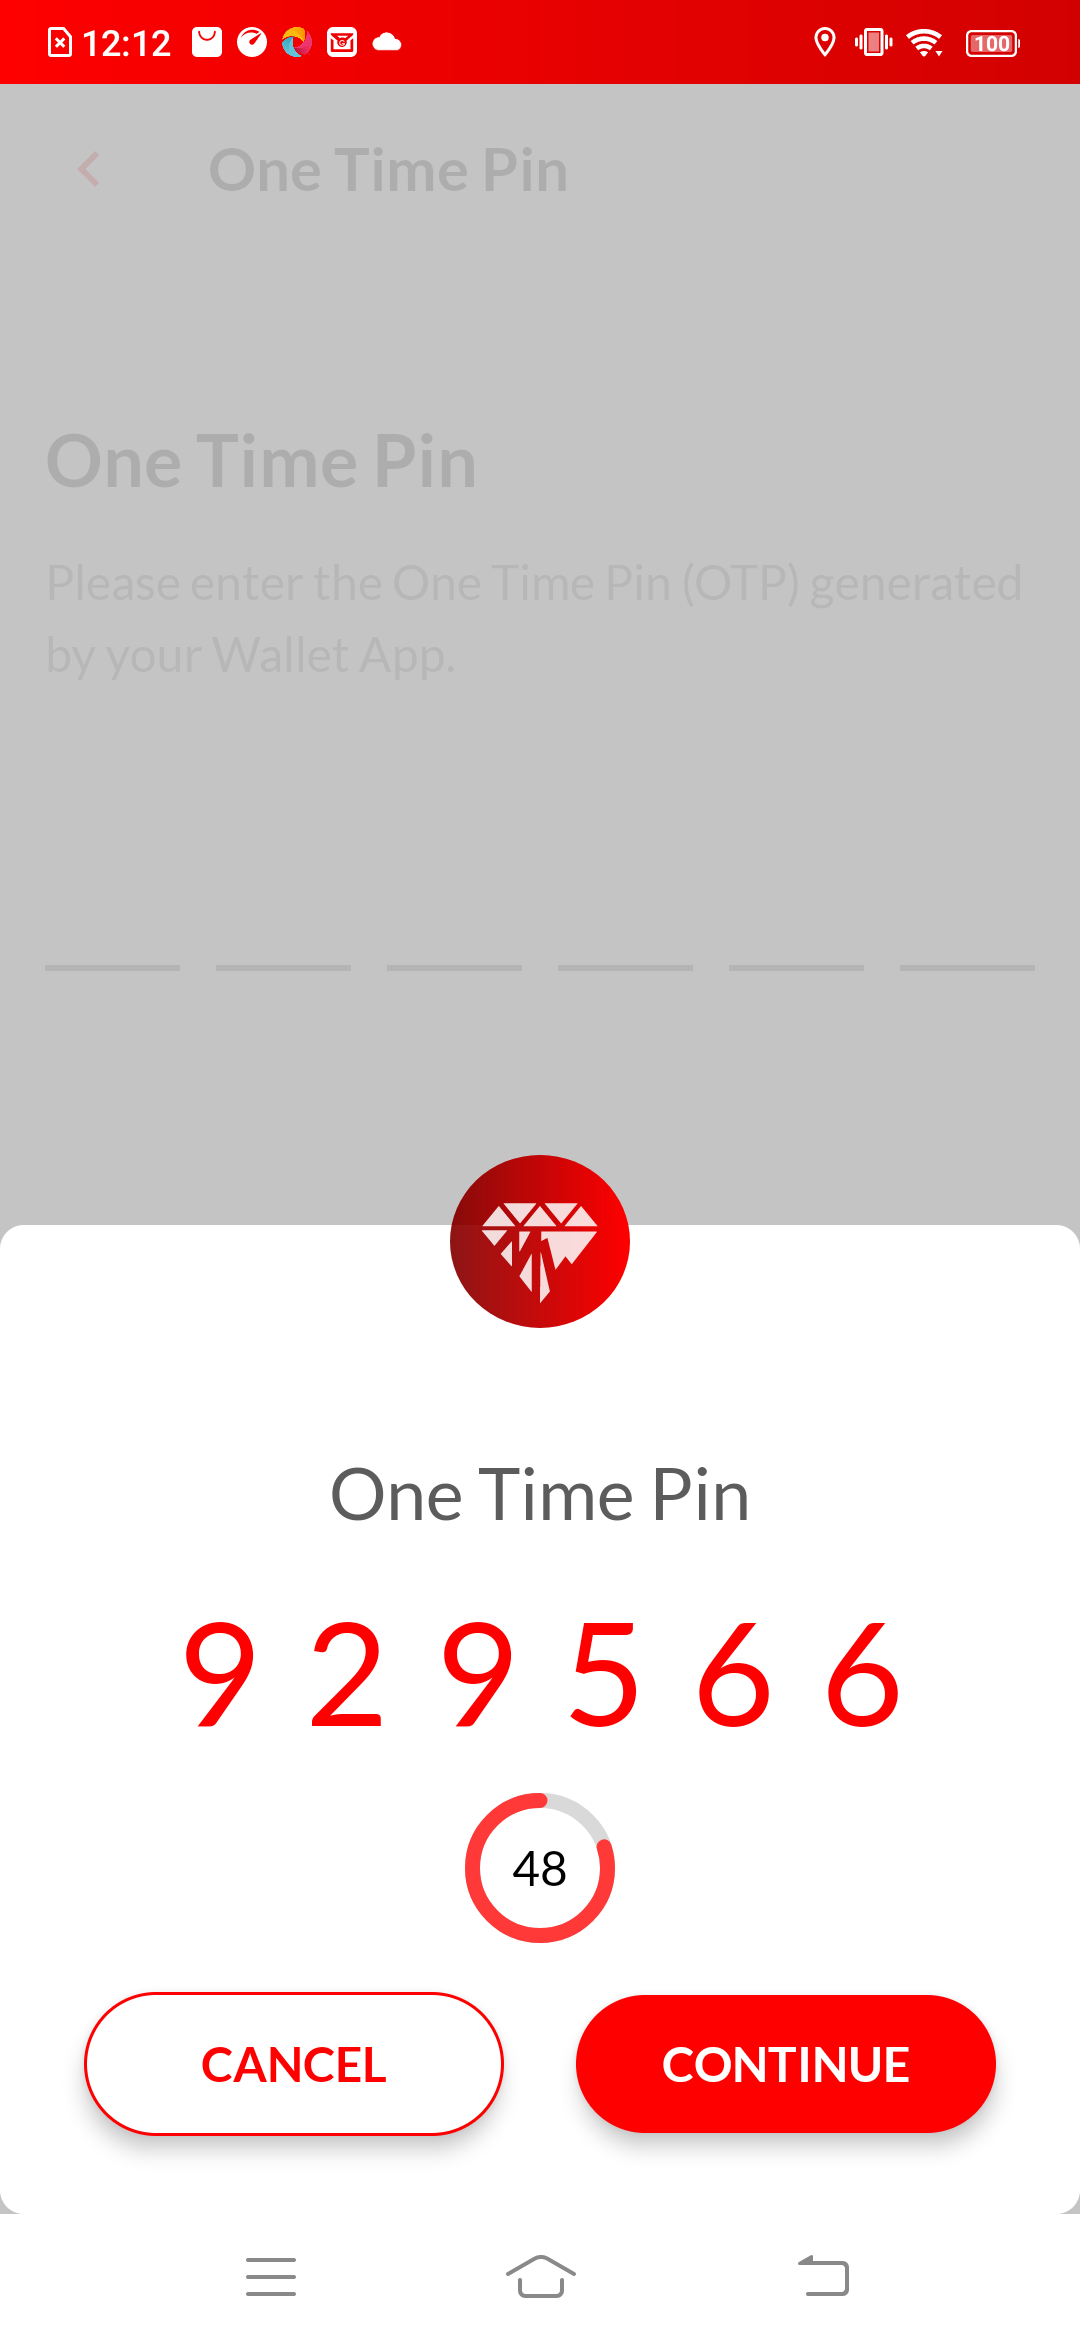 12:12
100
One Time Pin
One Time Pin
Please enter the One Time Pin (OTP) generated
by your Wallet App.
One Time Pin
9 2 9 5 6 6
48
CANCEL
CONTINUE